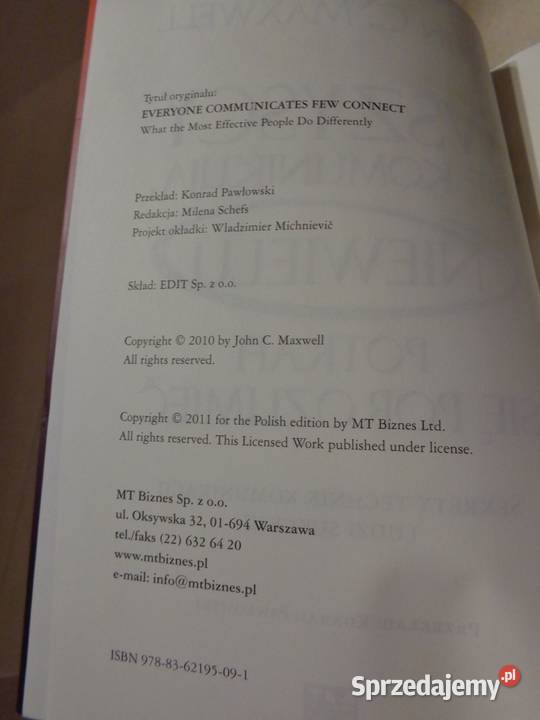 Tytuł oryginału:
EVERYONE COMMUNICATES FEW CONNECT
What the Most Effective People Do Differently
Przekład: Konrad Pawłowski
Redakcja: Milena Schefs
Projekt okładki: Wladzimier Michnievič
Skład: EDIT Sp. z o.o.
Copyright © 2010 by John C. Maxwell
All rights reserved.
Copyright © 2011 for the Polish edition by MT Biznes Ltd.
All rights reserved. This Licensed Work published under license.
MT Biznes Sp. z o.o.
ul. Oksywska 32, 01-694 Warszawa
tel./faks (22) 632 64 20
www.mtbiznes.pl
e-mail: info@mtbiznes.pl
ISBN 978-83-62195-09-1
Sprzedajemy.pl